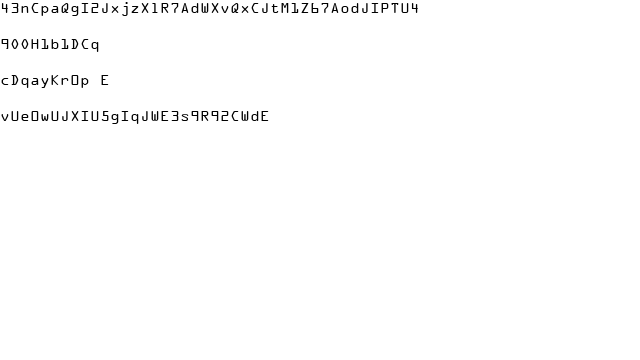 43nCpaQgI2JxjzX1R7AdWXvQxCJtM1Z67AodJIPTU4
900H1b1DCq
cDqayKrOp E
vUeOwUJXIU5gIqJWE3s9R92CWdE